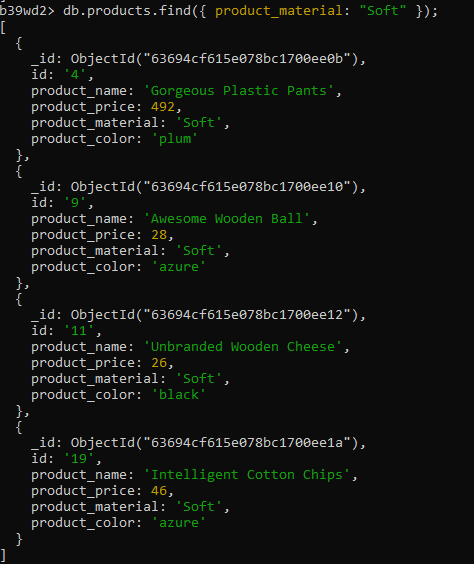 b39wd2> db.products.find({ product_material: "Soft" });
[
  {
    _id: ObjectId("63694cf615e078bc1700ee0b"),
    id: '4',
    product_name: 'Gorgeous Plastic Pants',
    product_price: 492,
    product_material: 'Soft',
    product_color: 'plum'
  },
  {
    _id: ObjectId("63694cf615e078bc1700ee10"),
    id: '9',
    product_name: 'Awesome Wooden Ball',
    product_price: 28,
    product_material: 'Soft',
    product_color: 'azure'
  },
  {
    _id: ObjectId("63694cf615e078bc1700ee12"),
    id: '11',
    product_name: 'Unbranded Wooden Cheese',
    product_price: 26,
    product_material: 'Soft',
    product_color: 'black'
  },
  {
    _id: ObjectId("63694cf615e078bc1700ee1a"),
    id: '19',
    product_name: 'Intelligent Cotton Chips',
    product_price: 46,
    product_material: 'Soft',
    product_color: 'azure'
  }
]